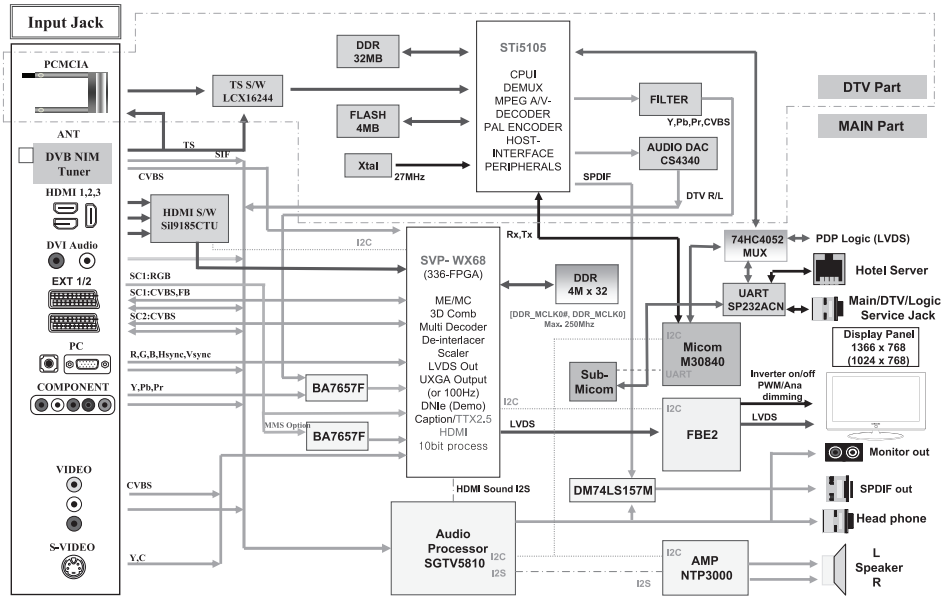 Input Jack
PCMCIA
ANT
DVB NIM
Tuner
HDMI 1,2,3
DVI Audio
EXT 1/2
PC
COMPONENT
VIDEO
S-VIDEO
TS S/W
LCX16244
TS
SIF
CVBS
HDMI S/W
Sil9185CTU
SC1:RGB
SC1:CVBS,FB
SC2:CVBS
R,G,B,Hsync,Vsync
Y,Pb,Pr
CVBS
Y.C
DDR
32MB
FLASH
4MB
Xtal
27MHz
STi5105
CPUI
DEMUX
MPEG A/V-
DECODER
PAL ENCODER
HOST-
INTERFACE
PERIPHERALS
FILTER
Y,Pb,Pr,CVBS
AUDIO DAC
CS4340
SPDIF
DTV R/L
DTV Part
MAIN Part
Rx,Tx
I2C
SVP- WX68
(336-FPGA)
ME/MC
3D Comb
Multi Decoder
De-interlacer
Scaler
LVDS Out
UXGA Output
(or 100Hz)
DNIe (Demo)
Caption/TTX2.5
HDMI
10bit process
BA7657F
MMS Option
BA7657F
DDR
4M x 32
[DDR_MCLK0#, DDR_MCLK0]
Max. 250Mhz
74HC4052
MUX
PDP Logic (LVDS)
UART
SP232ACN
Hotel Server
Main/DTV/Logic
Service Jack
I2C
Micom
M30840
UART
Sub-
Micom
Display Panel
1366 x 768
(1024 x 768)
Inverter on/off
PWM/Ana
dimming
LVDS
I2C
I2C
FBE2
LVDS
Monitor out
HDMI Sound I2S
DM74LS157M
SPDIF out
Head phone
Audio
Processor
SGTV5810
I2C
I2S
I2C
AMP
NTP3000
I2S
L
Speaker
R